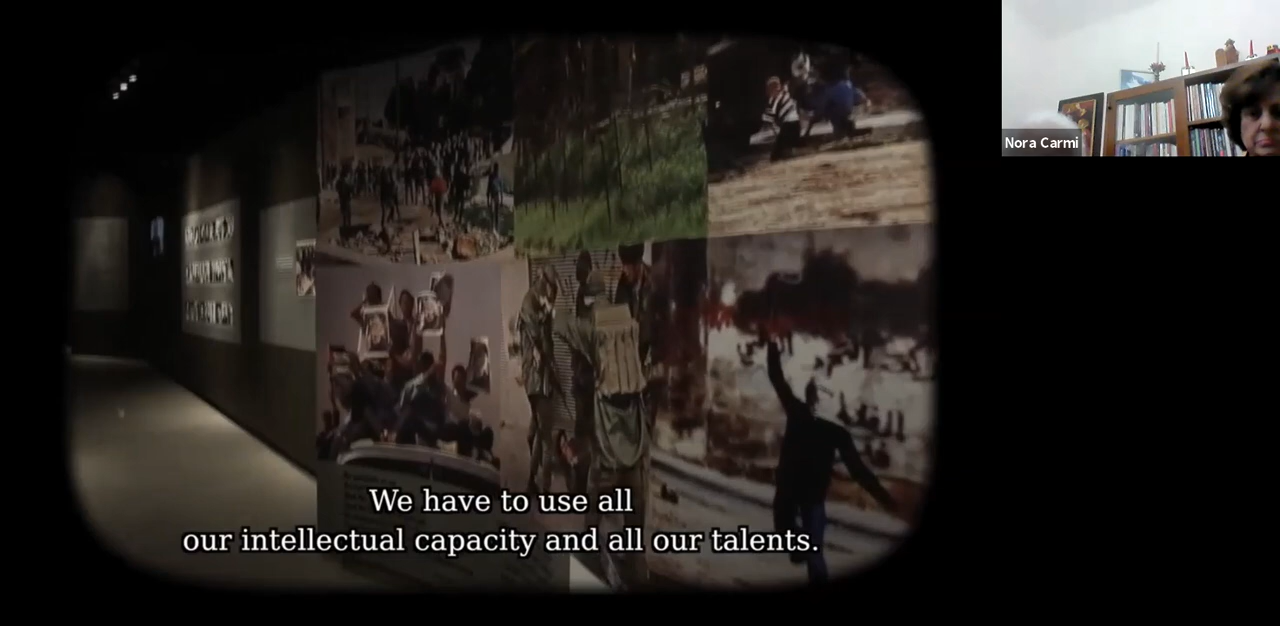 Nora Carmi
We have to use all
our intellectual capacity and all our talents.